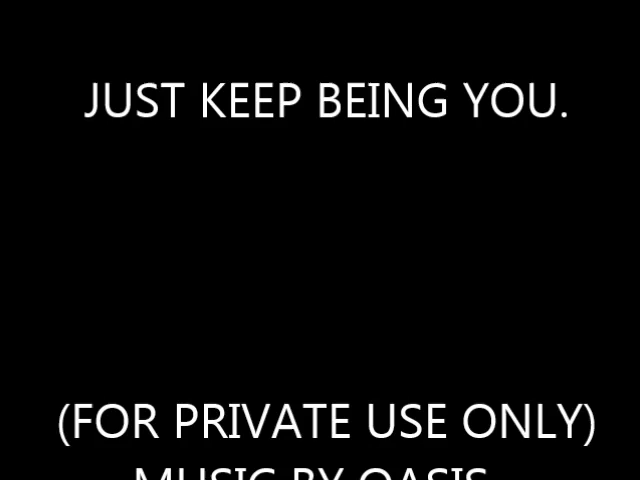 JUST KEEP BEING YOU.
(FOR PRIVATE USE ONLY)
MUSIC BY OASIS